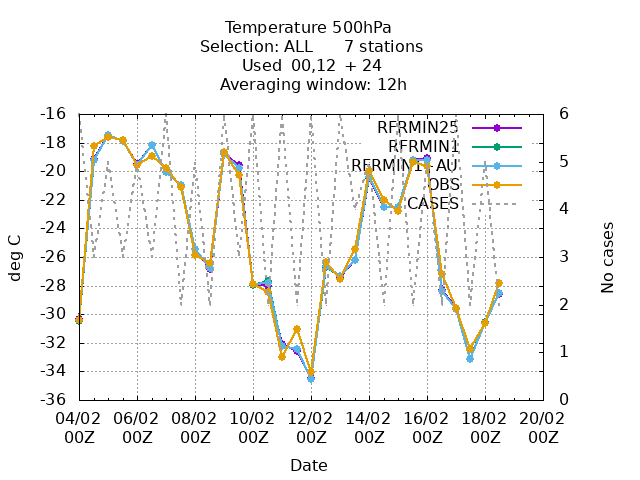 Temperature 500hPa
Selection: ALL 7 stations
Used 00,12 + 24
Averaging window: 12h
-16
-18
-20
-22
-24
-26
-28
-30
-32
-34
-36
deg C
6
5
4
3
2
1
0
No cases
RFRMIN25
RFRMIN1
RFRMIN1+AU
OBS
CASES
04/02 06/02 08/02 10/02 12/02 14/02 16/02 18/02 20/02
00Z 00Z 00Z 00Z 00Z 00Z 00Z 00Z 00Z
Date